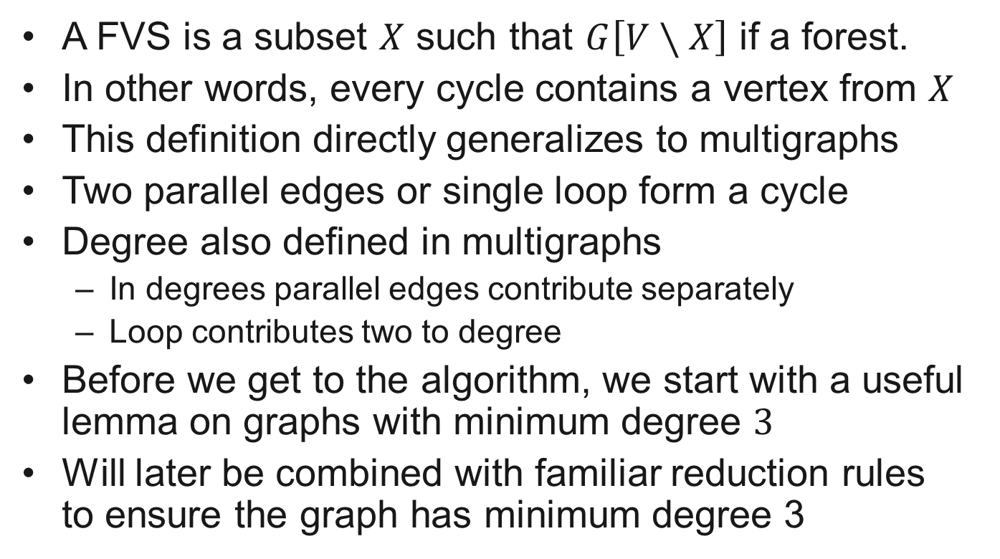 • A FVS is a subset X such that G[V \ X] if a forest.
• In other words, every cycle contains a vertex from X
• This definition directly generalizes to multigraphs
• Two parallel edges or single loop form a cycle
• Degree also defined in multigraphs
– In degrees parallel edges contribute separately
– Loop contributes two to degree
• Before we get to the algorithm, we start with a useful
lemma on graphs with minimum degree 3
• Will later be combined with familiar reduction rules
to ensure the graph has minimum degree 3